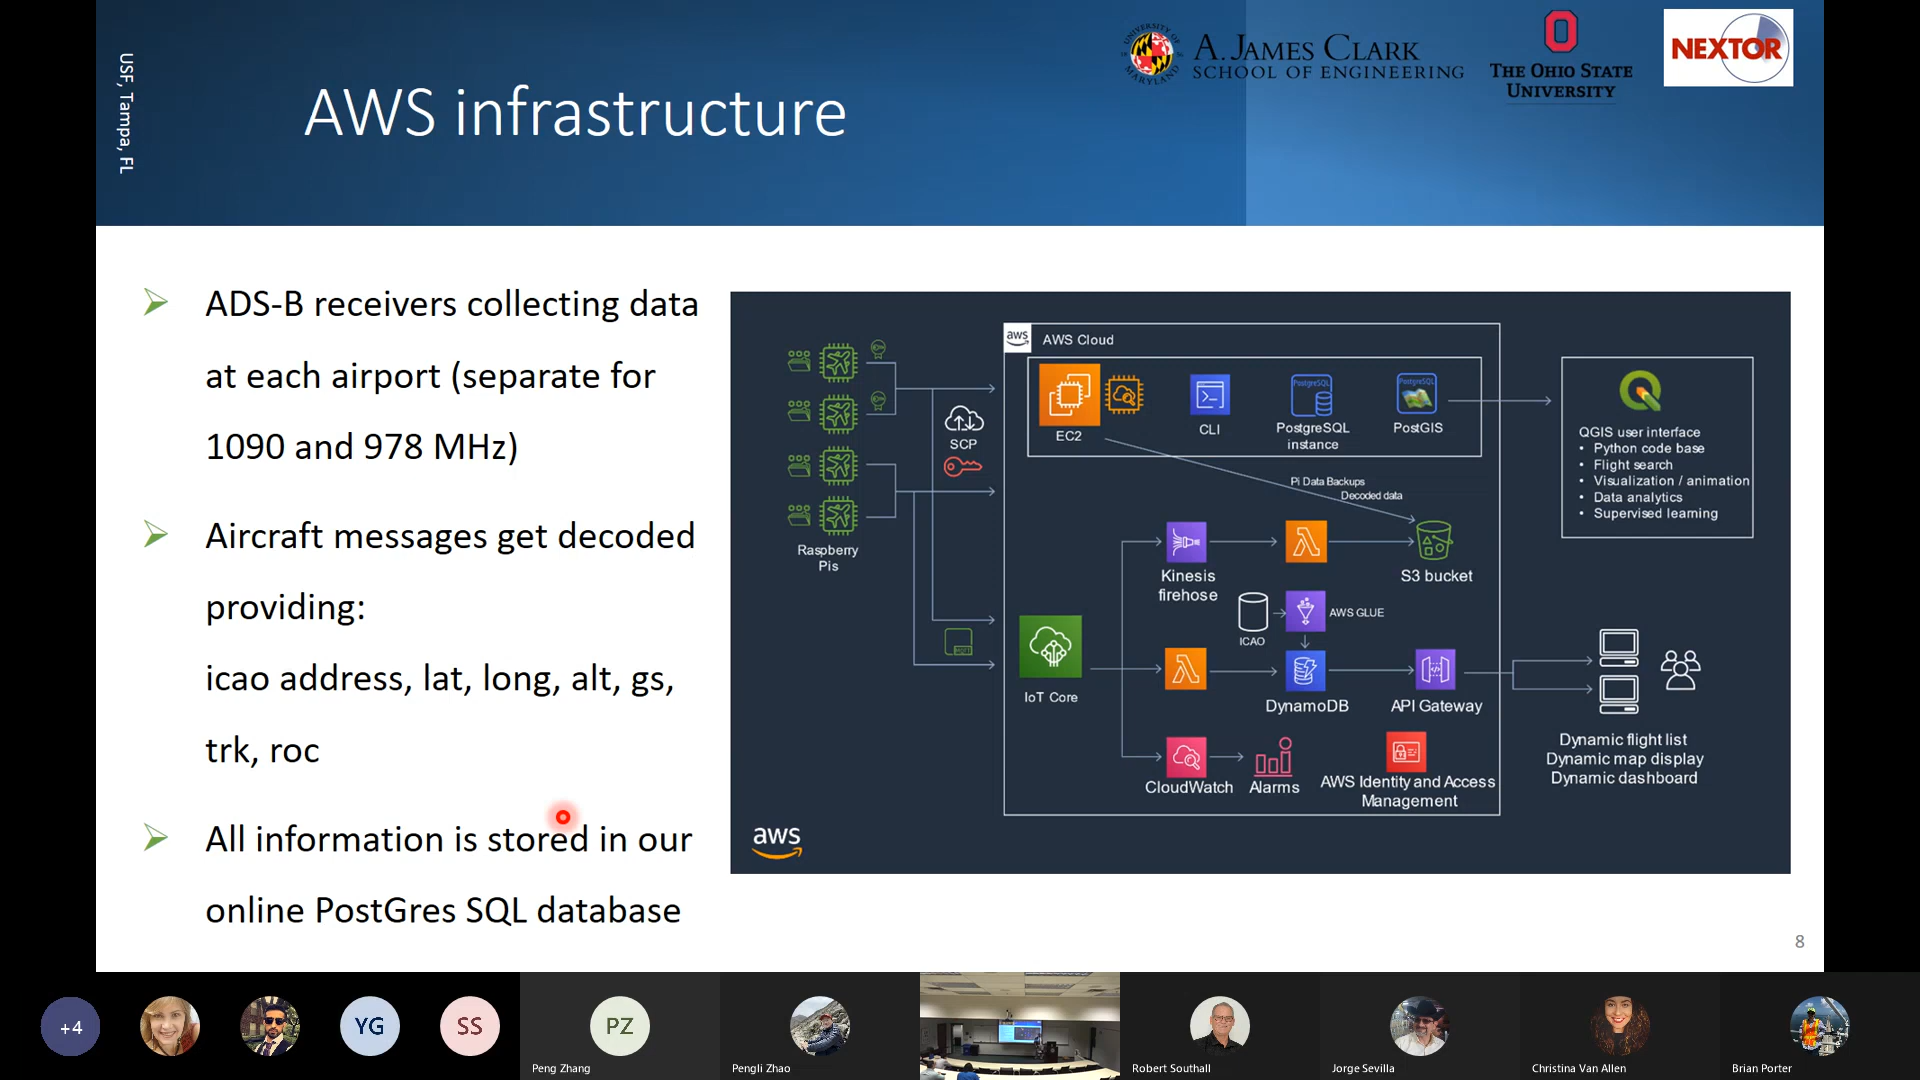 USF, Tampa, FL
AWS infrastructure
UNIVERSITY OF
MARYLAND
A. JAMES CLARK
SCHOOL OF ENGINEERING
THE OHIO STATE
UNIVERSITY
NEXTOR
ADS-B receivers collecting data
at each airport (separate for
1090 and 978 MHz)
Aircraft messages get decoded
providing:
icao address, lat, long, alt, gs,
trk, roc
All information is stored in our
online PostGres SQL database
Raspberry
Pis
SCP
aws
AWS Cloud
EC2
CLI
PostgreSQL
PostgreSQL
instance
PostgreSQL
PostGIS
Pi Data Backups
Decoded data
QGIS user interface
• Python code base
• Flight search
• Visualization / animation
• Data analytics
• Supervised learning
Kinesis
firehose
S3 bucket
ICAO
AWS GLUE
IoT Core
DynamoDB
API Gateway
CloudWatch
Alarms
AWS Identity and Access
Management
Dynamic flight list
Dynamic map display
Dynamic dashboard
aws
8
+4
YG
SS
PZ
Peng Zhang
Pengli Zhao
Robert Southall
Jorge Sevilla
Christina Van Allen
Brian Porter